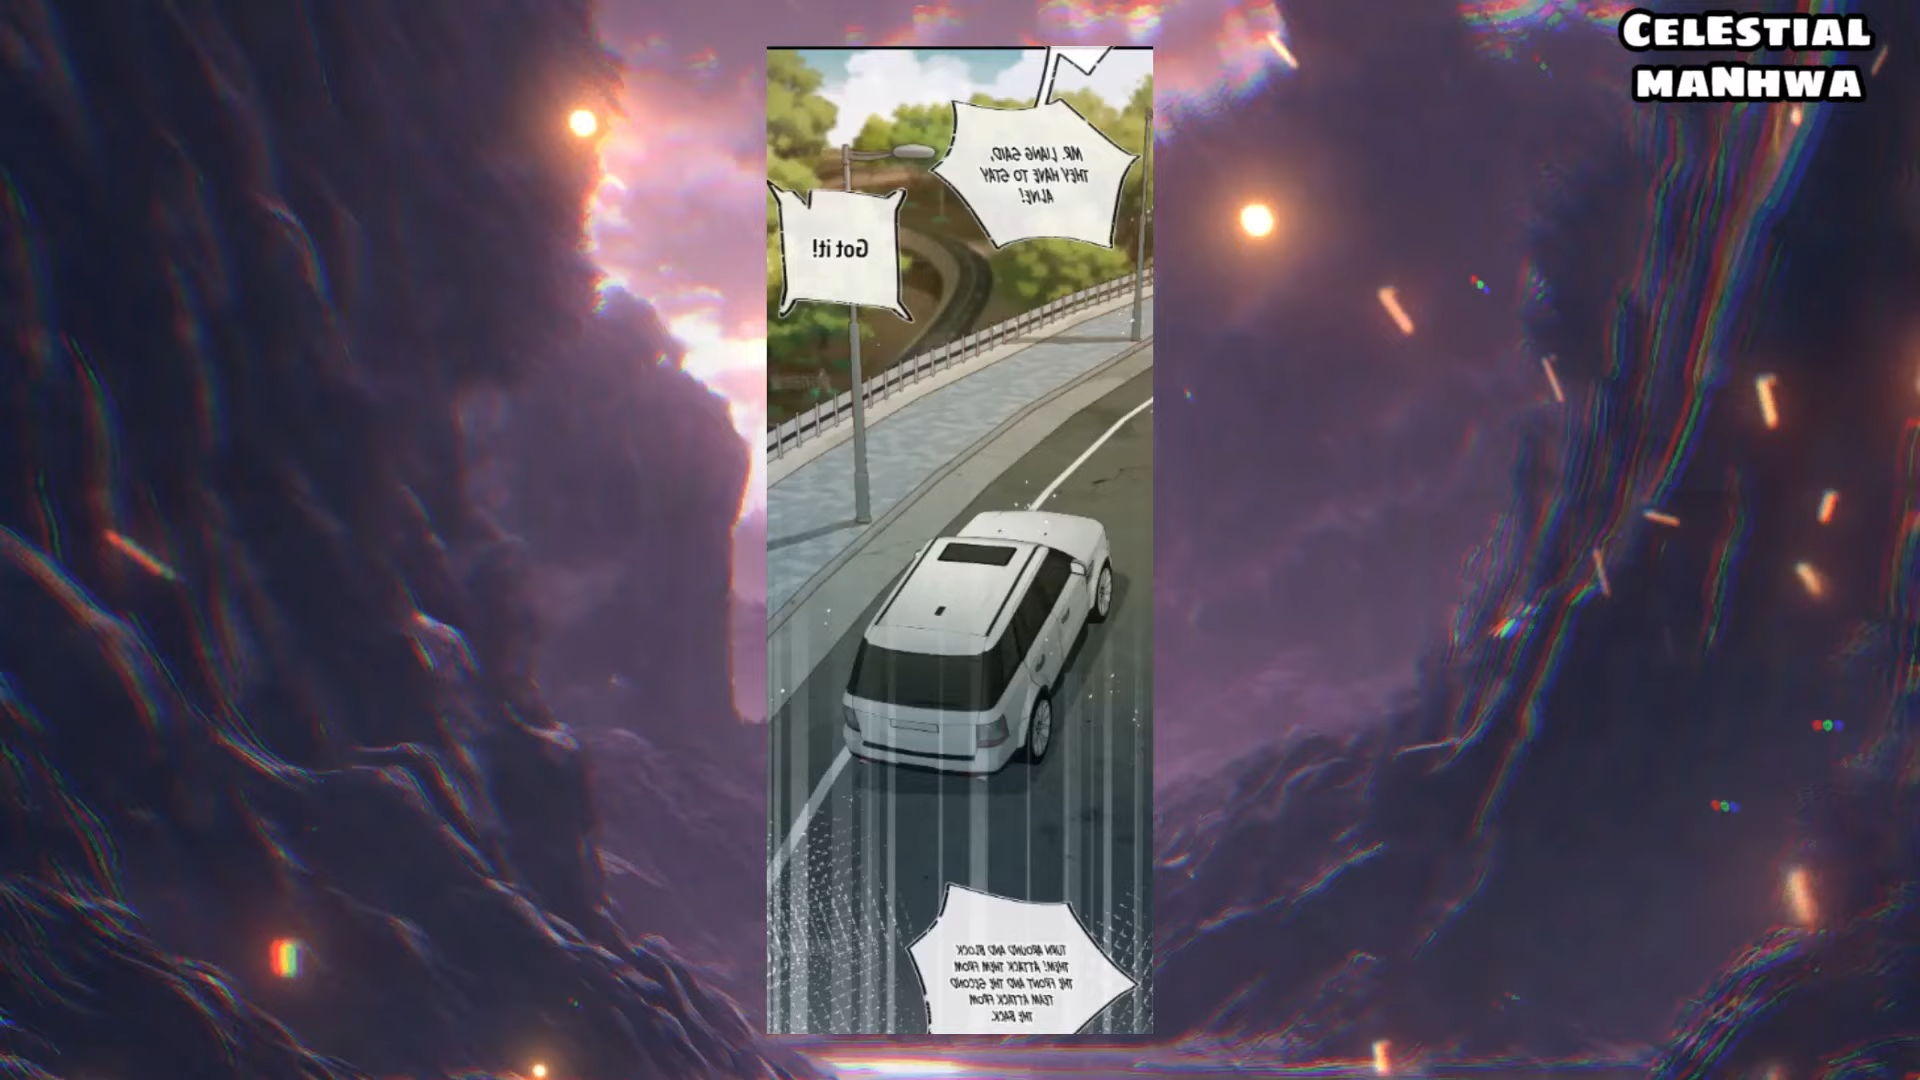 CELESTIAL
MANHWA
MR. LIANG SAID,
THEY HAVE TO STAY
ALIVE!
Got it!
TURN AROUND AND BLOCK
THEM! ATTACK THEM FROM
THE FRONT AND THE SECOND
TEAM ATTACK FROM
THE BACK.